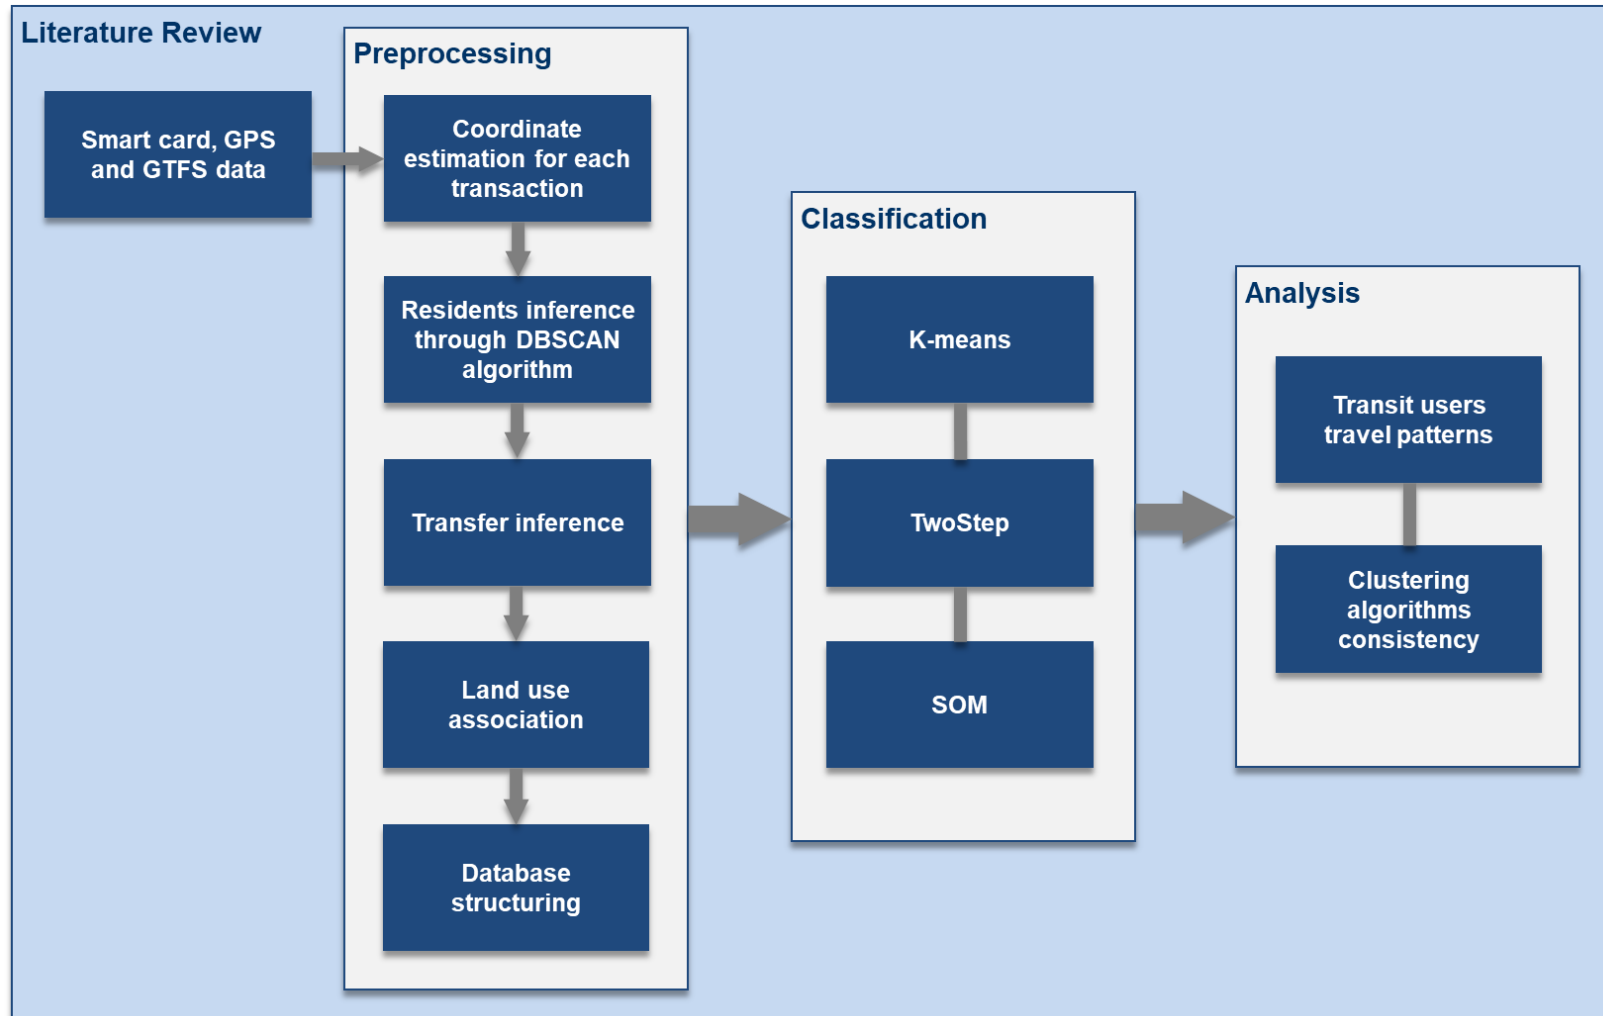 Literature Review
Preprocessing
Smart card, GPS
and GTFS data
Coordinate
estimation for each
transaction
Residents inference
through DBSCAN
algorithm
Transfer inference
Land use
association
Database
structuring
Classification
K-means
TwoStep
SOM
Analysis
Transit users
travel patterns
Clustering
algorithms
consistency